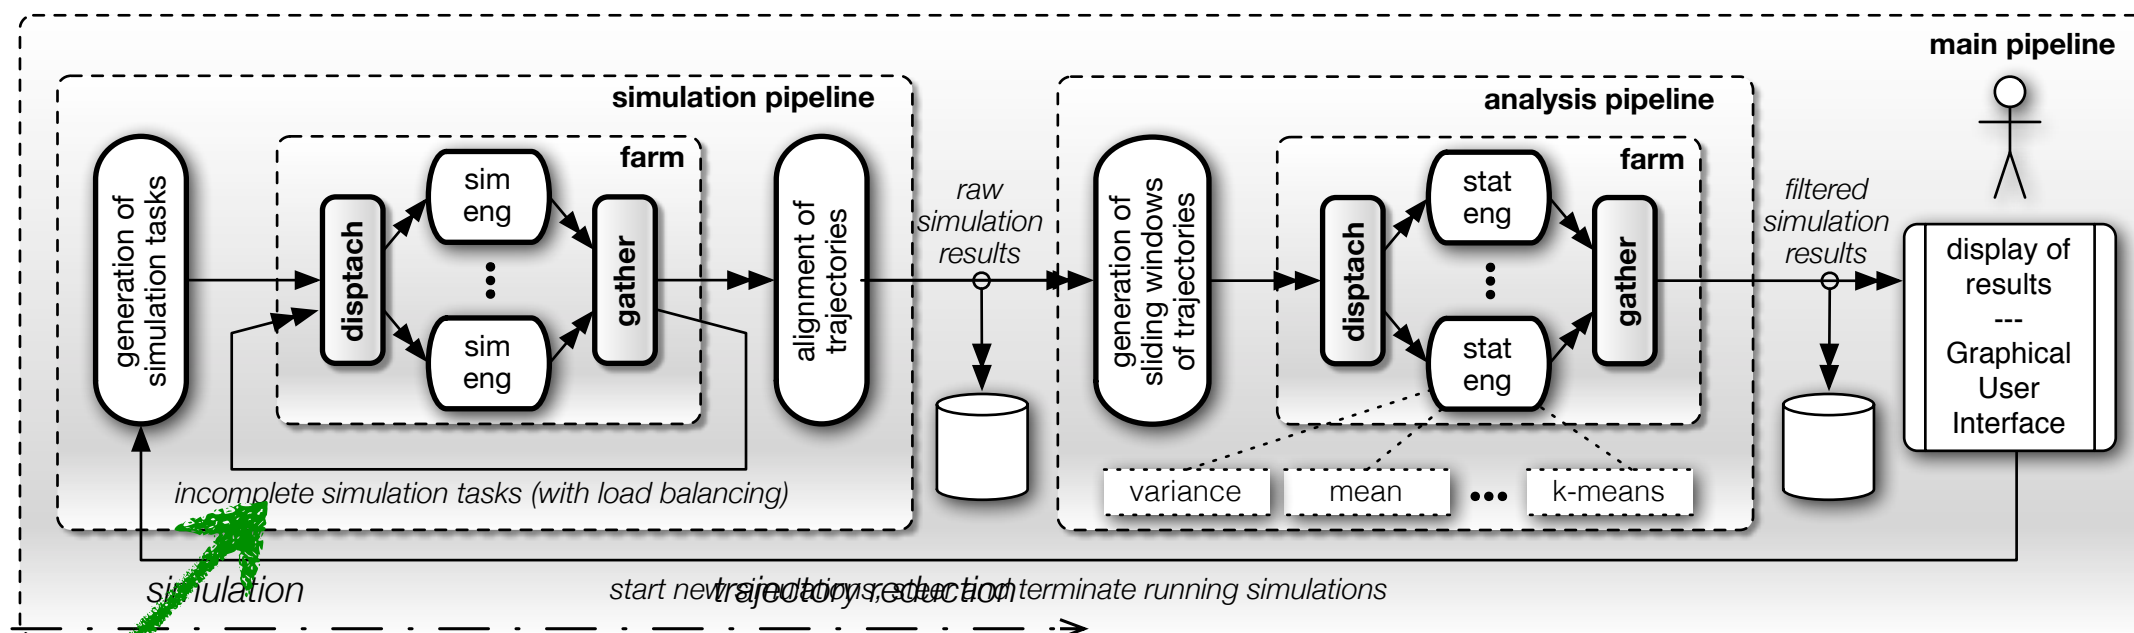 main pipeline
simulation pipeline
farm
generation of
simulation tasks
disptach
sim
eng
sim
eng
gather
alignment of
trajectories
incomplete simulation tasks (with load balancing)
raw
simulation
results
analysis pipeline
farm
generation of
sliding windows
of trajectories
disptach
stat
eng
stat
eng
gather
variance
mean
k-means
filtered
simulation
results
display of
results
---
Graphical
User
Interface
simulation
start new simulations, steer and terminate running simulations
trajectory reduction